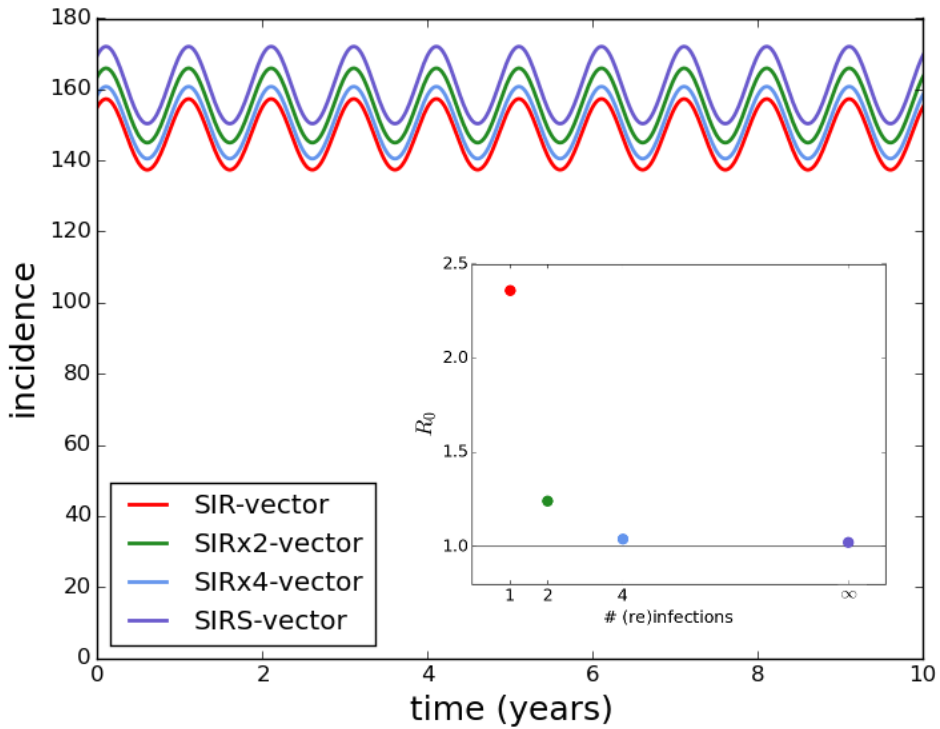 180
160
140
120
100
80
60
40
20
0
incidence
0 2 4 6 8 10
time (years)
SIR-vector
SIRx2-vector
SIRx4-vector
SIRS-vector
2.5
2.0
1.5
1.0
R₀
1 2 4 ∞
# (re)infections